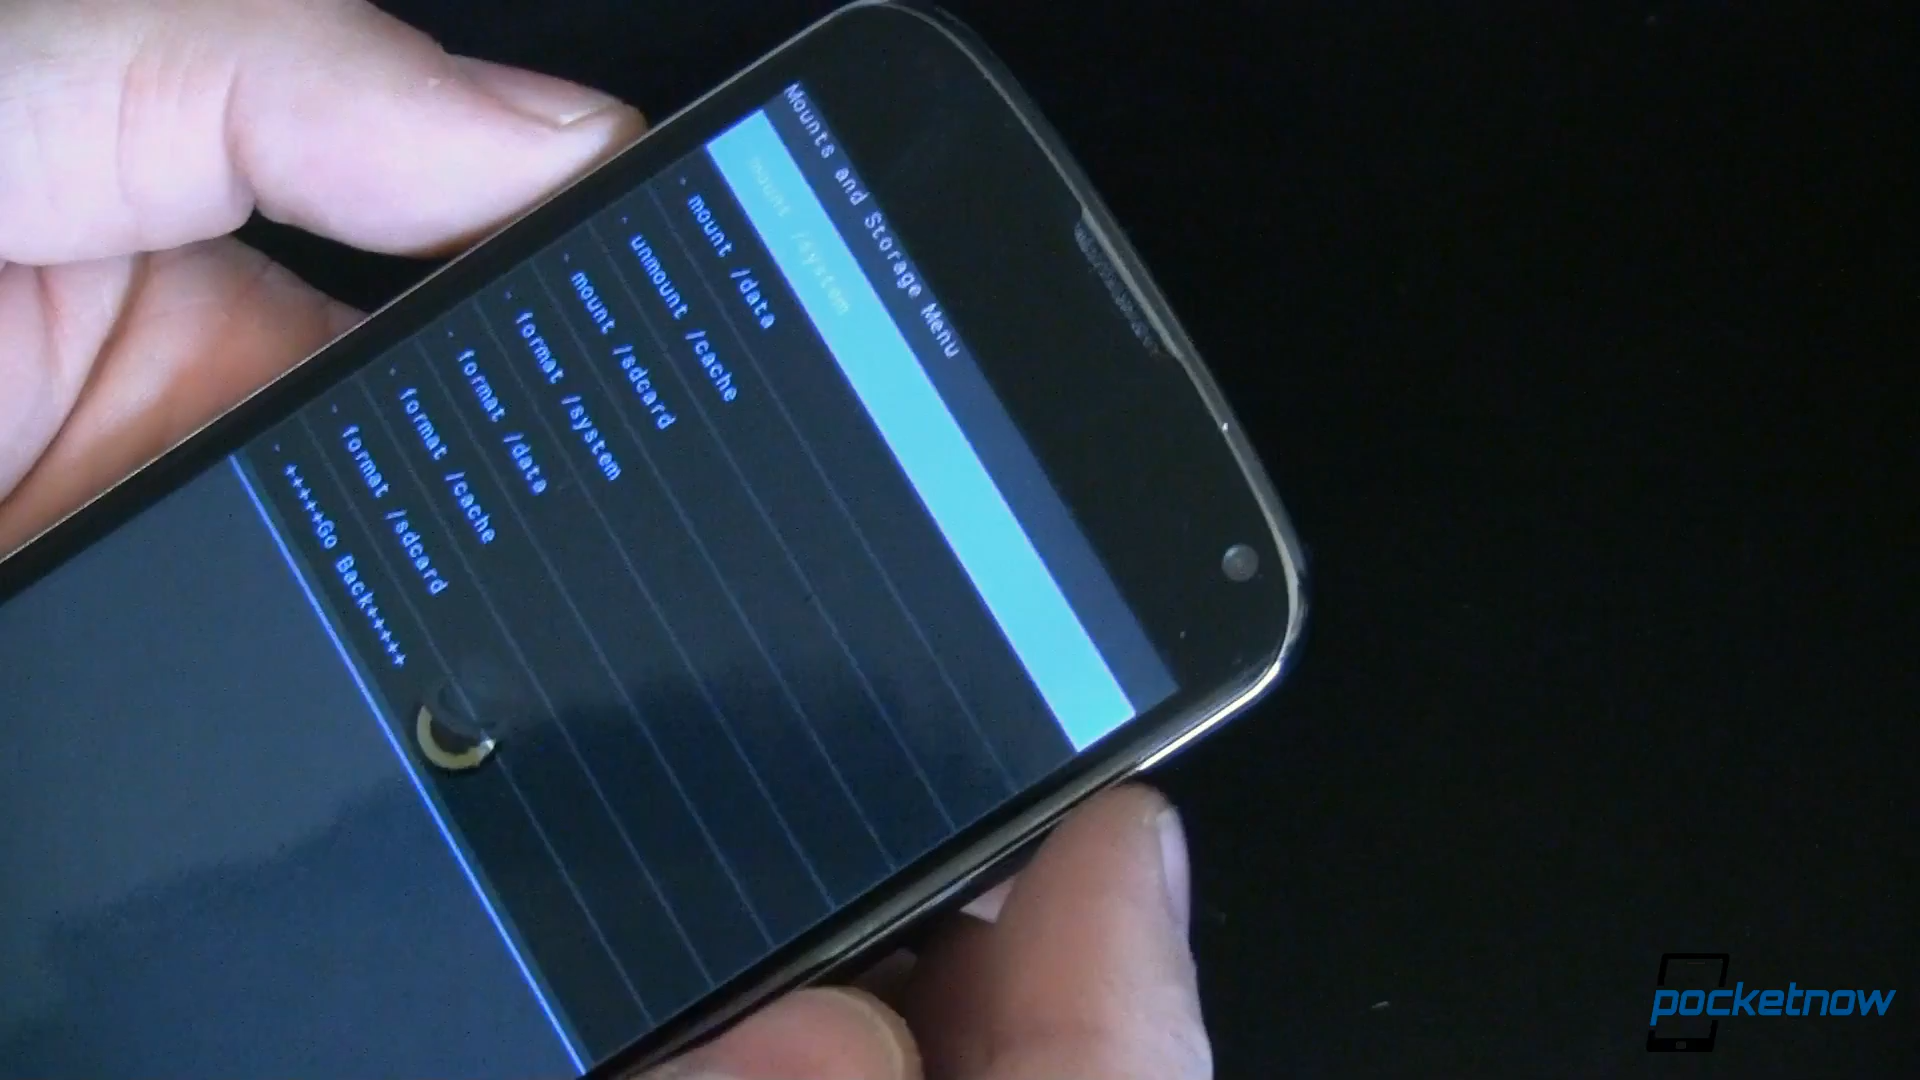 Mounts and Storage Menu
- mount /system
- mount /data
- unmount /cache
- mount /sdcard
- format /system
- format /data
- format /cache
- format /sdcard
- +++++Go Back+++++
pocketnow